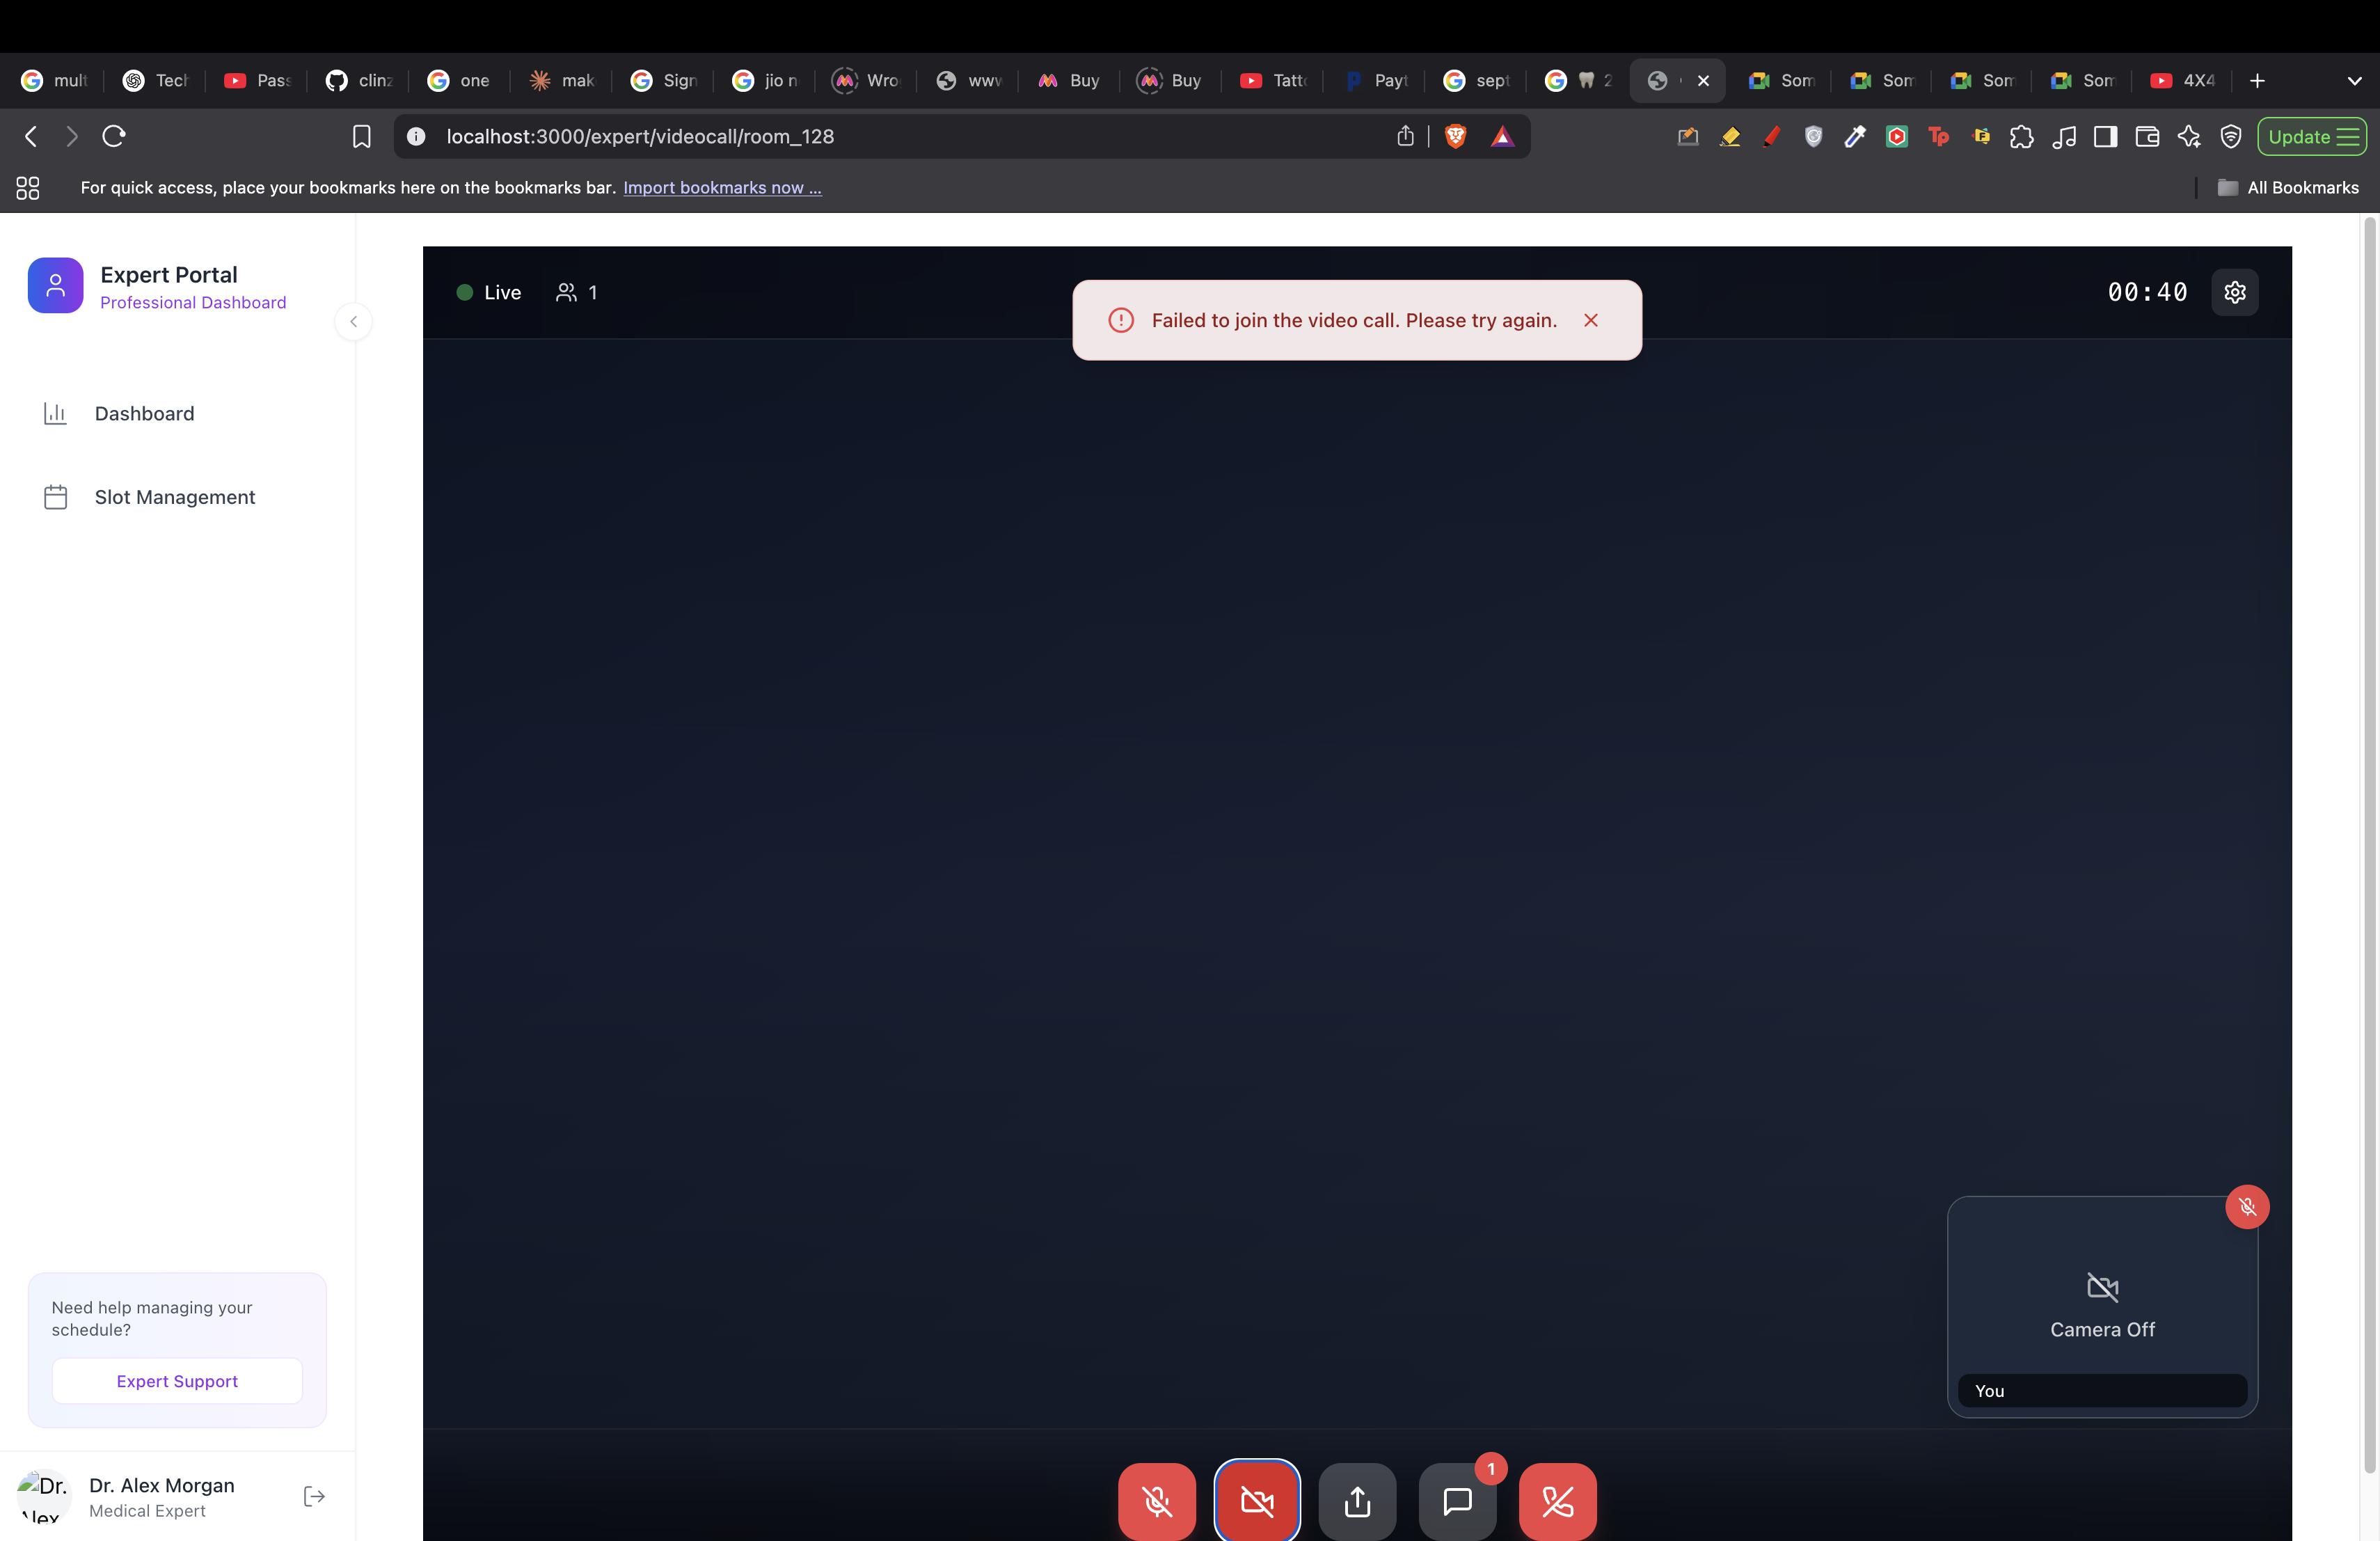 mult
Tech
Pass
clinz
one
mak
Sign
jio n
Wro
www
Buy
Buy
Tatto
Payt
sept
2
Som
Som
Som
Som
4X4
localhost:3000/expert/videocall/room_128
Update
For quick access, place your bookmarks here on the bookmarks bar. Import bookmarks now ...
All Bookmarks
Expert Portal
Professional Dashboard
Dashboard
Slot Management
Need help managing your
schedule?
Expert Support
Dr.
Alex
Dr. Alex Morgan
Medical Expert
Live
1
Failed to join the video call. Please try again.
00:40
Camera Off
You
1